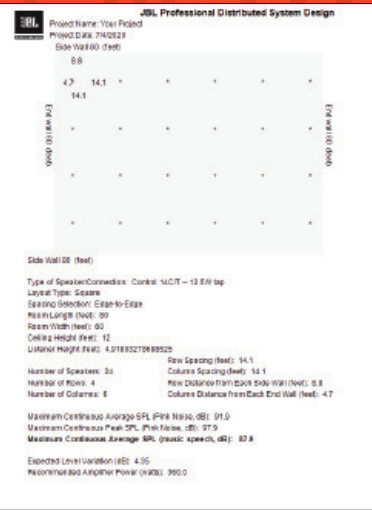 JBL Professional Distributed System Design
JBL
Project Name: Your Project
Project Data: 7/4/2023
Side Wall 80 (feet)
8.8
4.7 14.1
14.1
End wall 60 (feet)
End wall 60 (feet)
Side Wall 80 (feet)
Type of Speaker/Connection: Control 14C/T – 12.5W tap
Layout Type: Square
Spacing Selection: Edge-to-Edge
Room Length (feet): 80
Room Width (feet): 60
Ceiling Height (feet): 12
Listener Height (feet):
Row Spacing (feet): 14.1
Number of Speakers: 24 Column Spacing (feet): 14.1
Number of Rows: 4 Row Distance from Each Side Wall (feet): 8.8
Number of Columns: 6 Column Distance from Each End Wall (feet): 4.7
Maximum Continuous Average SPL (Pink Noise, dB): 91.9
Maximum Continuous Peak SPL (Pink Noise, dB): 97.9
Maximum Continuous Average SPL (music speech, dB): 87.9
Expected Level Variation (dB): 4.35
Recommended Amplifier Power (watts): 360.0